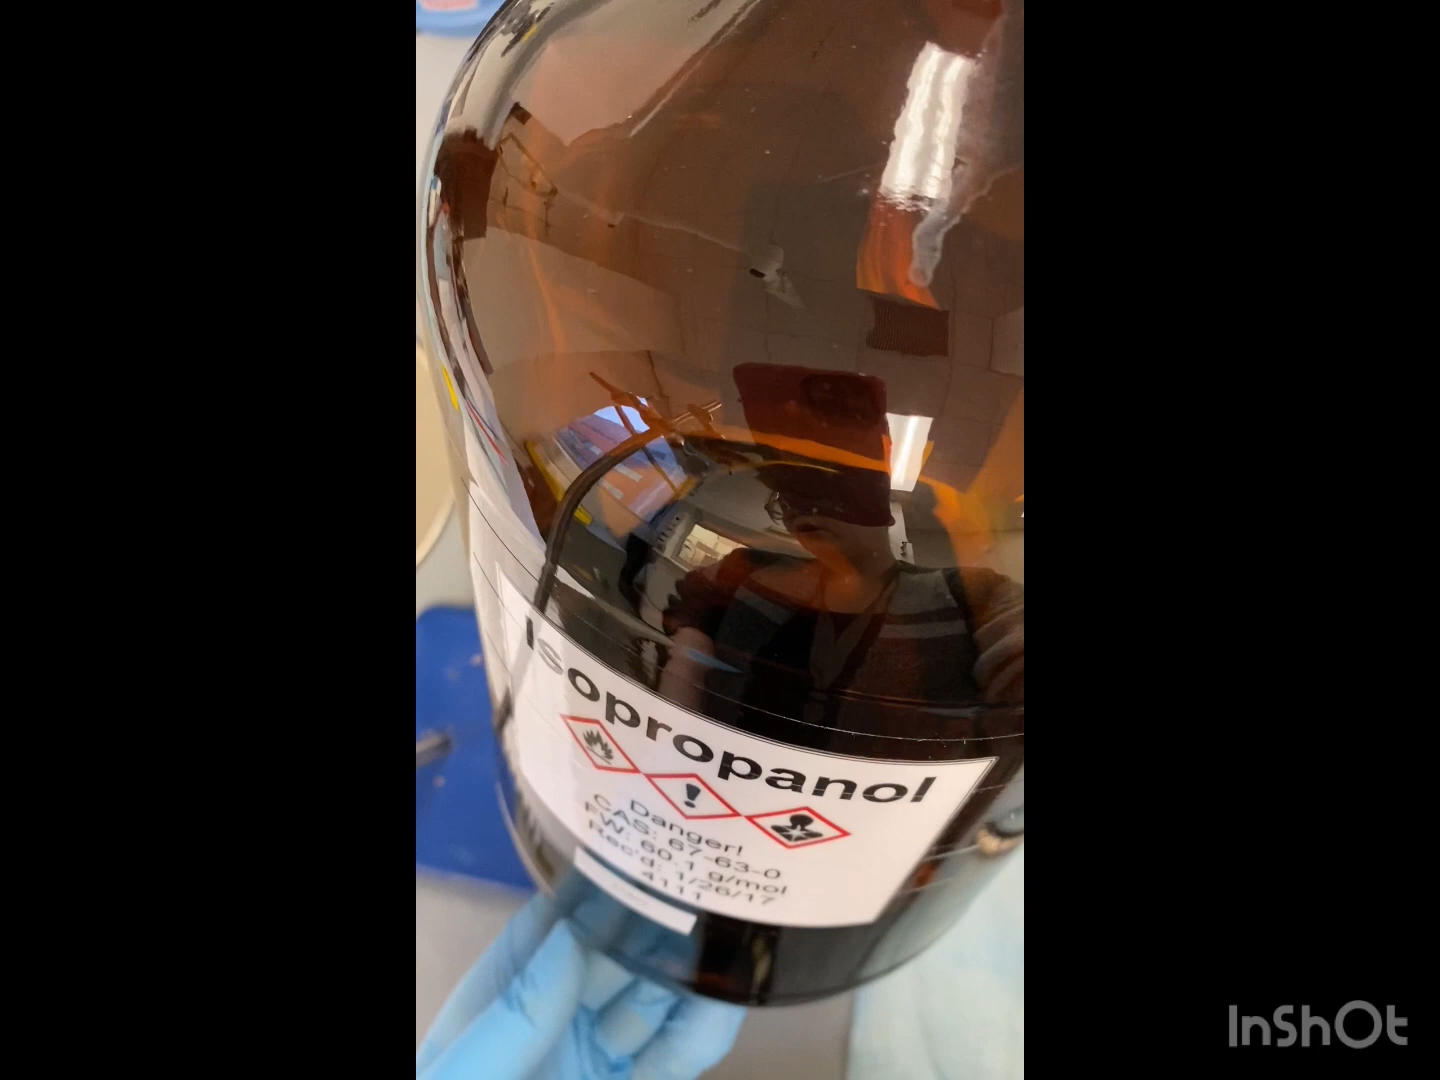 Isopropanol
Danger!
CAS: 67-63-0
FW: 60.1 g/mol
Rec'd: 1/26/17
4111
InShOt